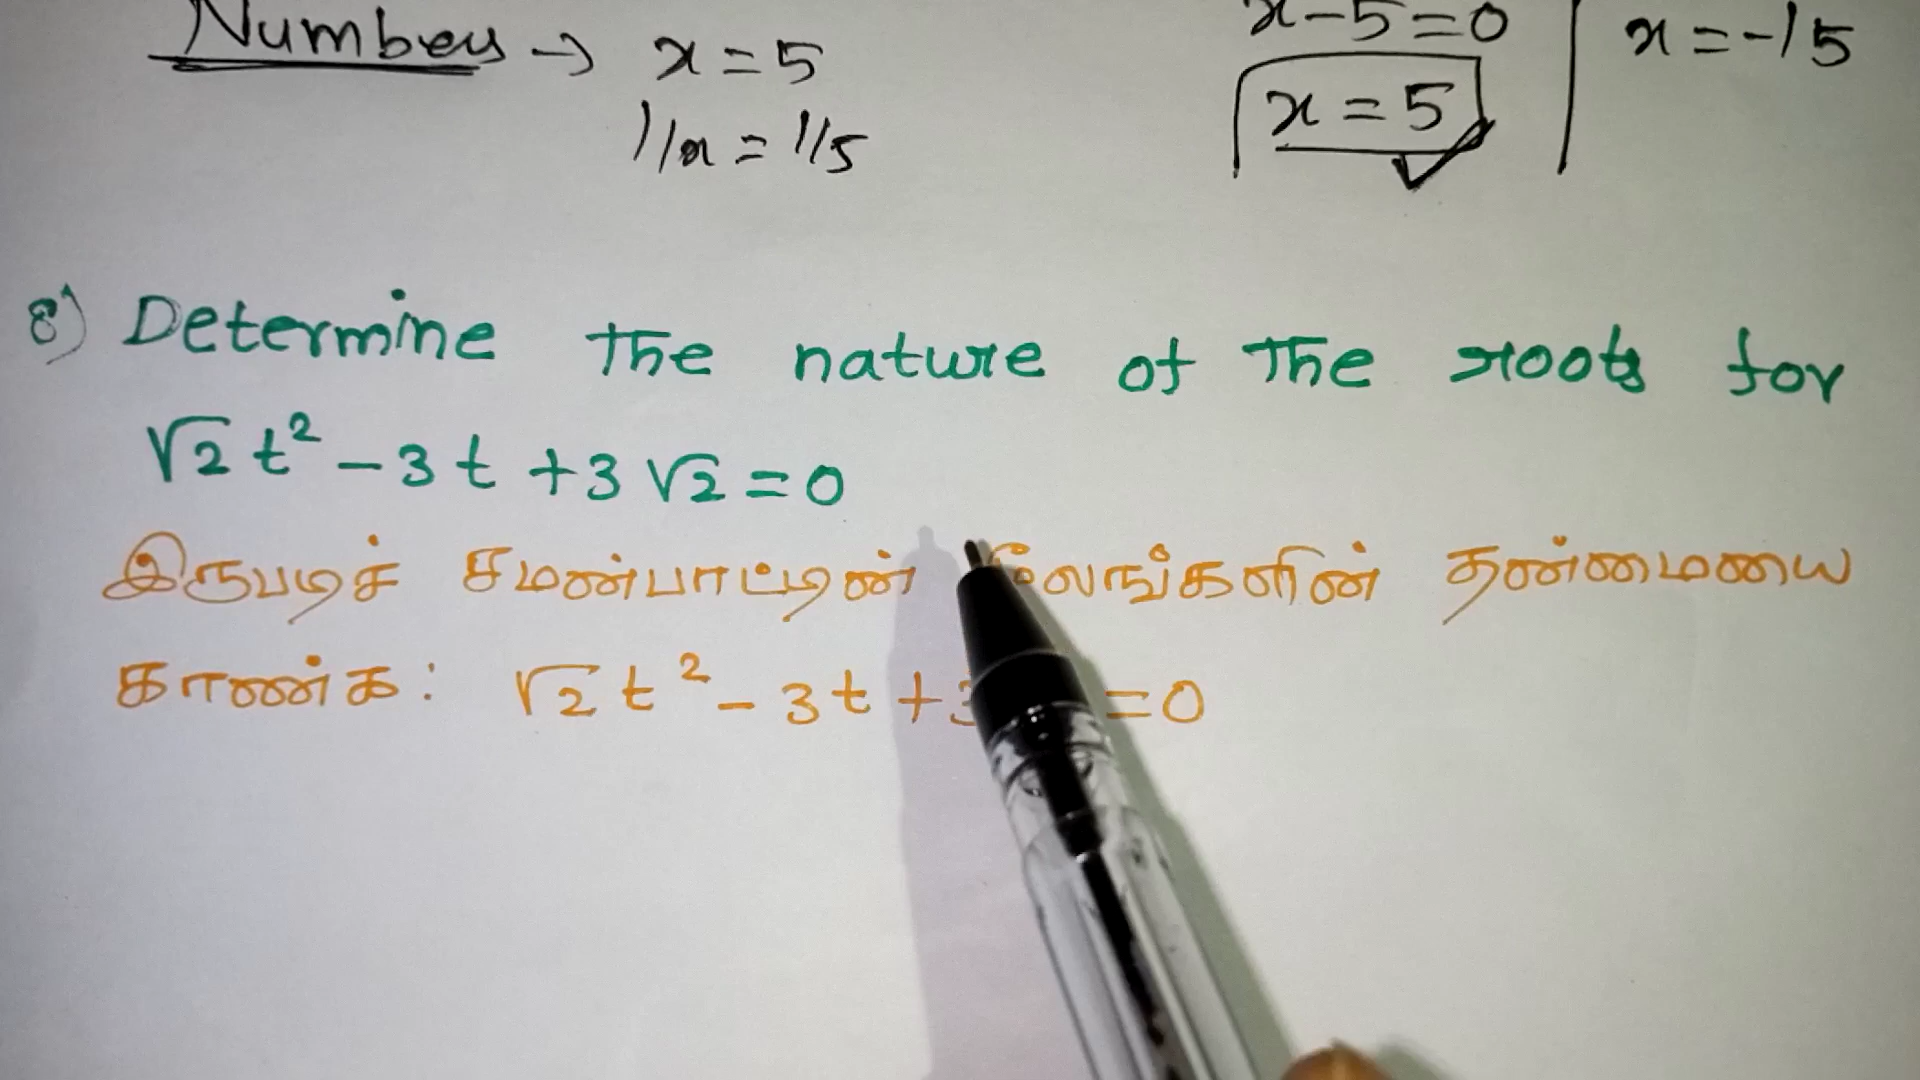 Numbers → x = 5
1/x = 1/5
x - 5 = 0
x = 5
x = -15
8) Determine the nature of the roots for
√2 t² - 3t + 3√2 = 0
இருபடிச் சமன்பாட்டின் மூலங்களின் தன்மையை
காண்க: √2 t² - 3t + 3 = 0